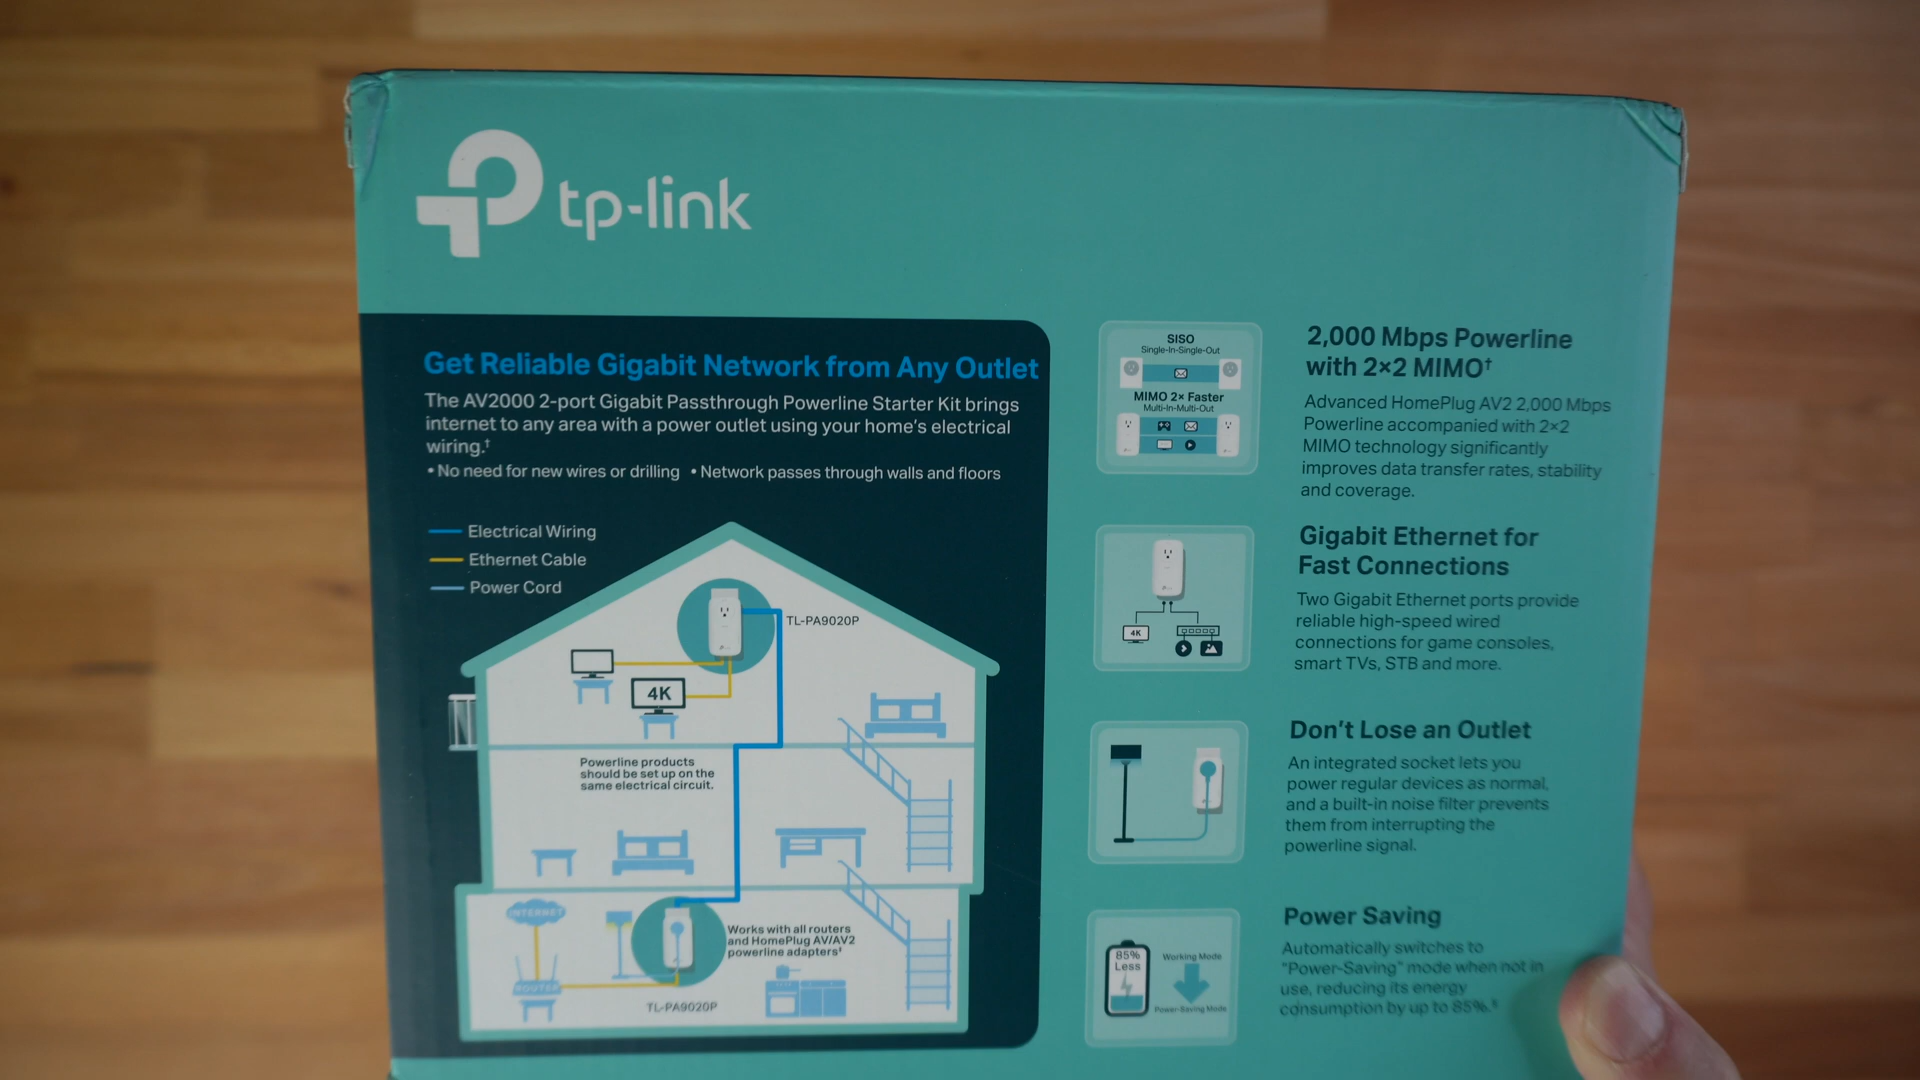 tp-link
Get Reliable Gigabit Network from Any Outlet
The AV2000 2-port Gigabit Passthrough Powerline Starter Kit brings
internet to any area with a power outlet using your home's electrical
wiring.†
• No need for new wires or drilling • Network passes through walls and floors
Electrical Wiring
Ethernet Cable
Power Cord
TL-PA9020P
4K
Powerline products
should be set up on the
same electrical circuit.
INTERNET
ROUTER
Works with all routers
and HomePlug AV/AV2
powerline adapters‡
TL-PA9020P
SISO
Single-In-Single-Out
MIMO 2× Faster
Multi-In-Multi-Out
2,000 Mbps Powerline
with 2×2 MIMO†
Advanced HomePlug AV2 2,000 Mbps
Powerline accompanied with 2×2
MIMO technology significantly
improves data transfer rates, stability
and coverage.
4K
Gigabit Ethernet for
Fast Connections
Two Gigabit Ethernet ports provide
reliable high-speed wired
connections for game consoles,
smart TVs, STB and more.
Don't Lose an Outlet
An integrated socket lets you
power regular devices as normal,
and a built-in noise filter prevents
them from interrupting the
powerline signal.
85%
Less
Working Mode
Power-Saving Mode
Power Saving
Automatically switches to
"Power-Saving" mode when not in
use, reducing its energy
consumption by up to 85%.§